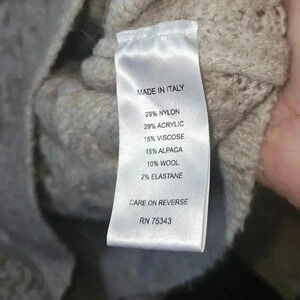 MADE IN ITALY
29% NYLON
29% ACRYLIC
15% VISCOSE
15% ALPACA
10% WOOL
2% ELASTANE
CARE ON REVERSE
RN 75343